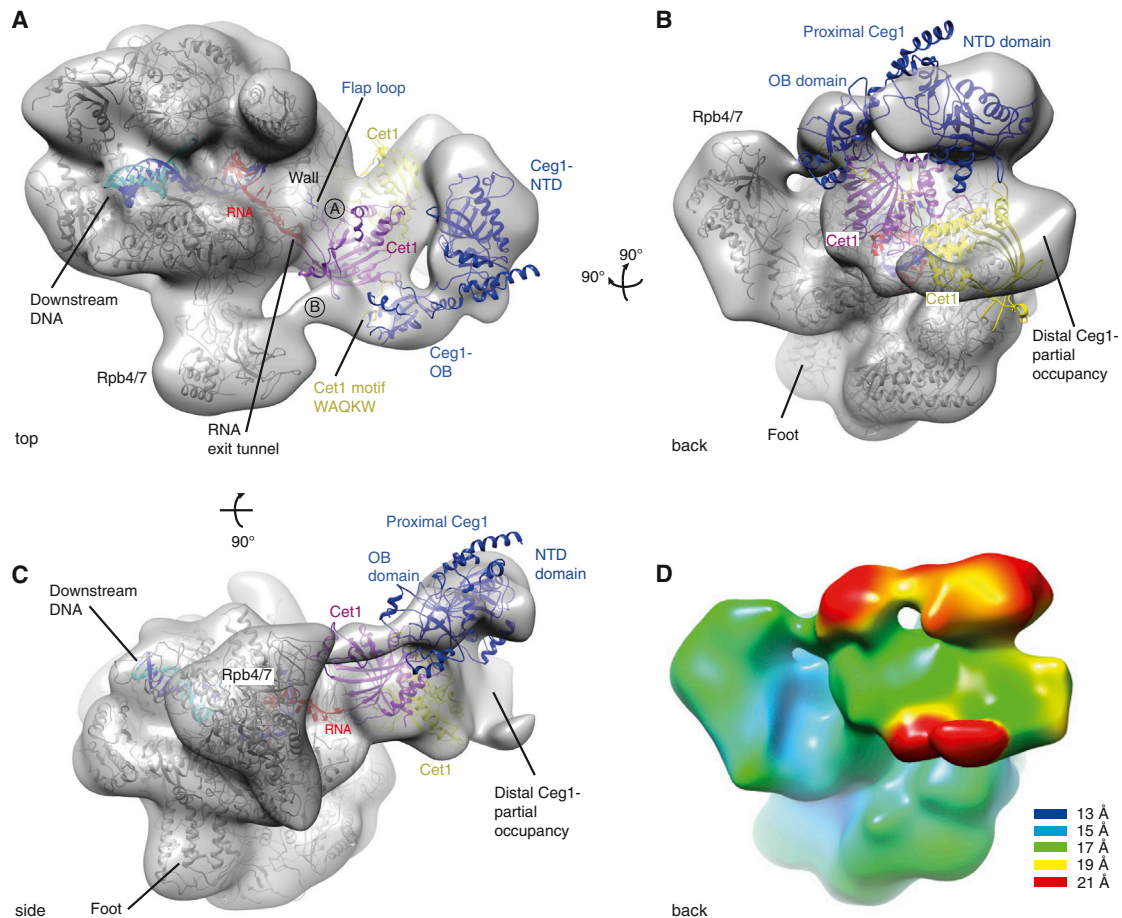 A
Flap loop
Cet1
Ceg1-
NTD
Wall
A
RNA
Cet1
Downstream
DNA
B
Rpb4/7
Ceg1-
OB
Cet1 motif
WAQKW
RNA
exit tunnel
top
90°
90°
B
Proximal Ceg1
NTD domain
OB domain
Rpb4/7
Cet1
Cet1
Distal Ceg1-
partial
occupancy
Foot
back
90°
C
Proximal Ceg1
OB
domain
NTD
domain
Downstream
DNA
Cet1
Rpb4/7
RNA
Cet1
Distal Ceg1-
partial
occupancy
Foot
side
D
13 Å
15 Å
17 Å
19 Å
21 Å
back